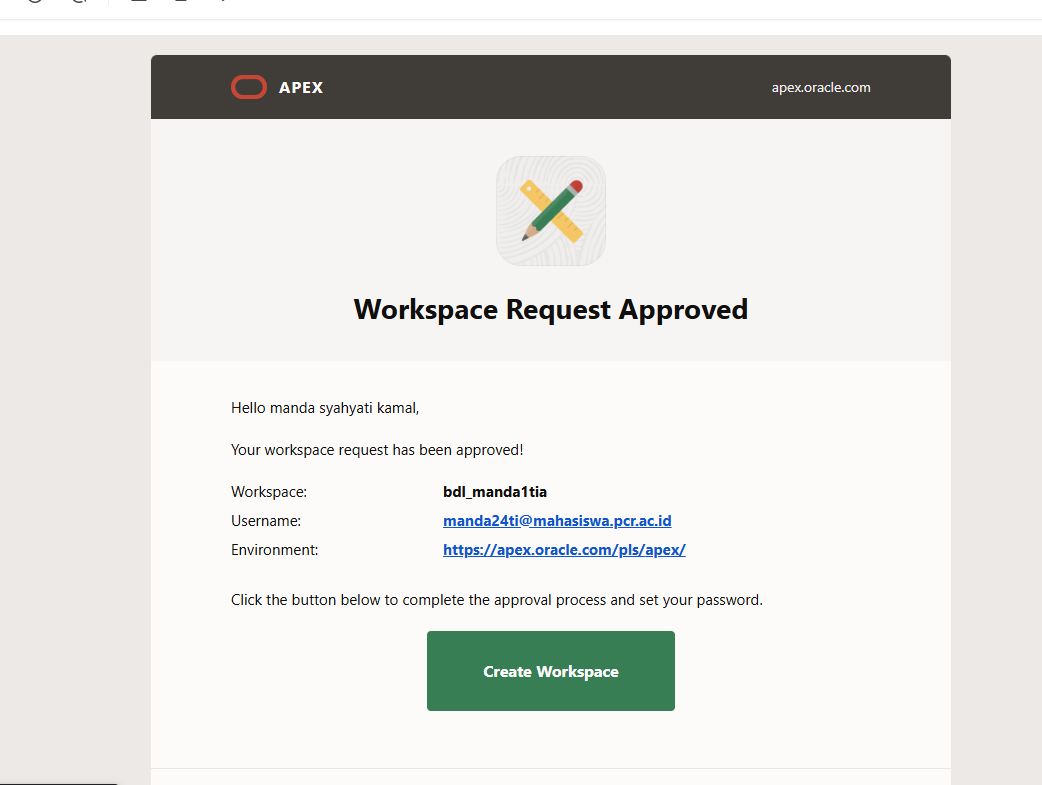 APEX
apex.oracle.com
Workspace Request Approved
Hello manda syahyati kamal,
Your workspace request has been approved!
Workspace: bdl_manda1tia
Username: manda24ti@mahasiswa.pcr.ac.id
Environment: https://apex.oracle.com/pls/apex/
Click the button below to complete the approval process and set your password.
Create Workspace